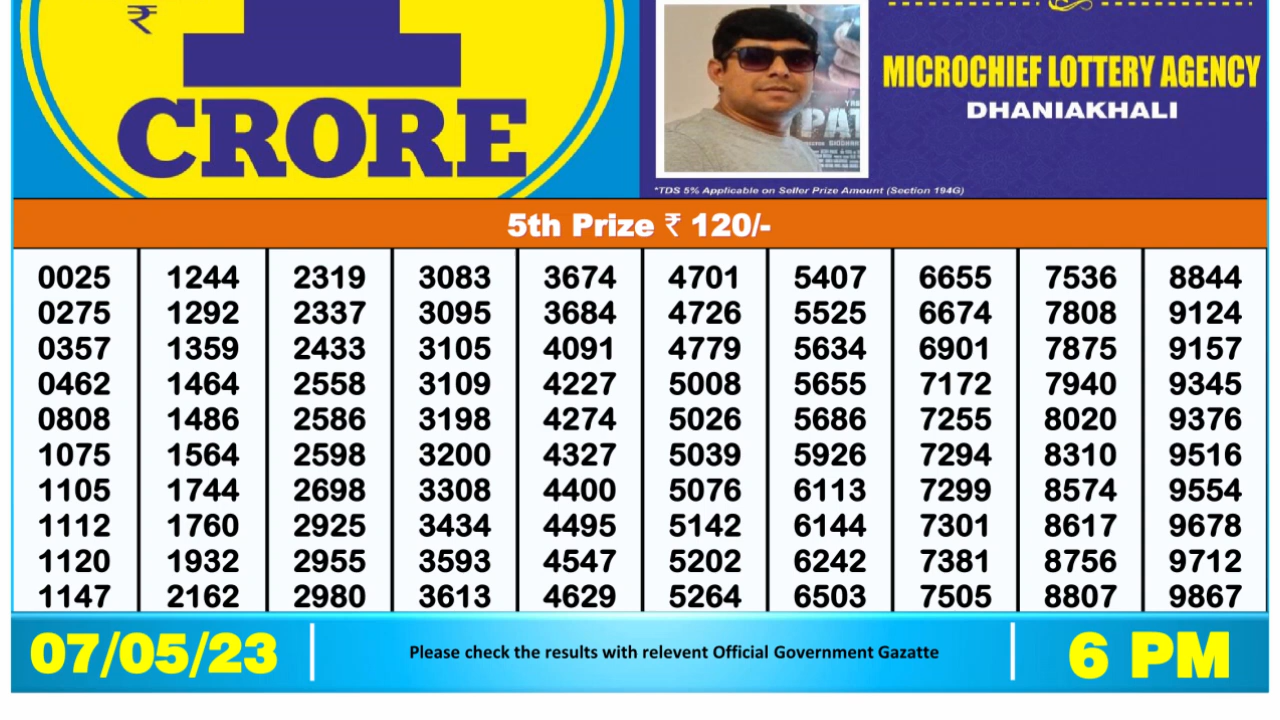 ₹
CRORE
MICROCHIEF LOTTERY AGENCY
DHANIAKHALI
*TDS 5% Applicable on Seller Prize Amount (Section 194G)
5th Prize ₹ 120/-
0025 1244 2319 3083 3674 4701 5407 6655 7536 8844
0275 1292 2337 3095 3684 4726 5525 6674 7808 9124
0357 1359 2433 3105 4091 4779 5634 6901 7875 9157
0462 1464 2558 3109 4227 5008 5655 7172 7940 9345
0808 1486 2586 3198 4274 5026 5686 7255 8020 9376
1075 1564 2598 3200 4327 5039 5926 7294 8310 9516
1105 1744 2698 3308 4400 5076 6113 7299 8574 9554
1112 1760 2925 3434 4495 5142 6144 7301 8617 9678
1120 1932 2955 3593 4547 5202 6242 7381 8756 9712
1147 2162 2980 3613 4629 5264 6503 7505 8807 9867
07/05/23
Please check the results with relevent Official Government Gazatte
6 PM